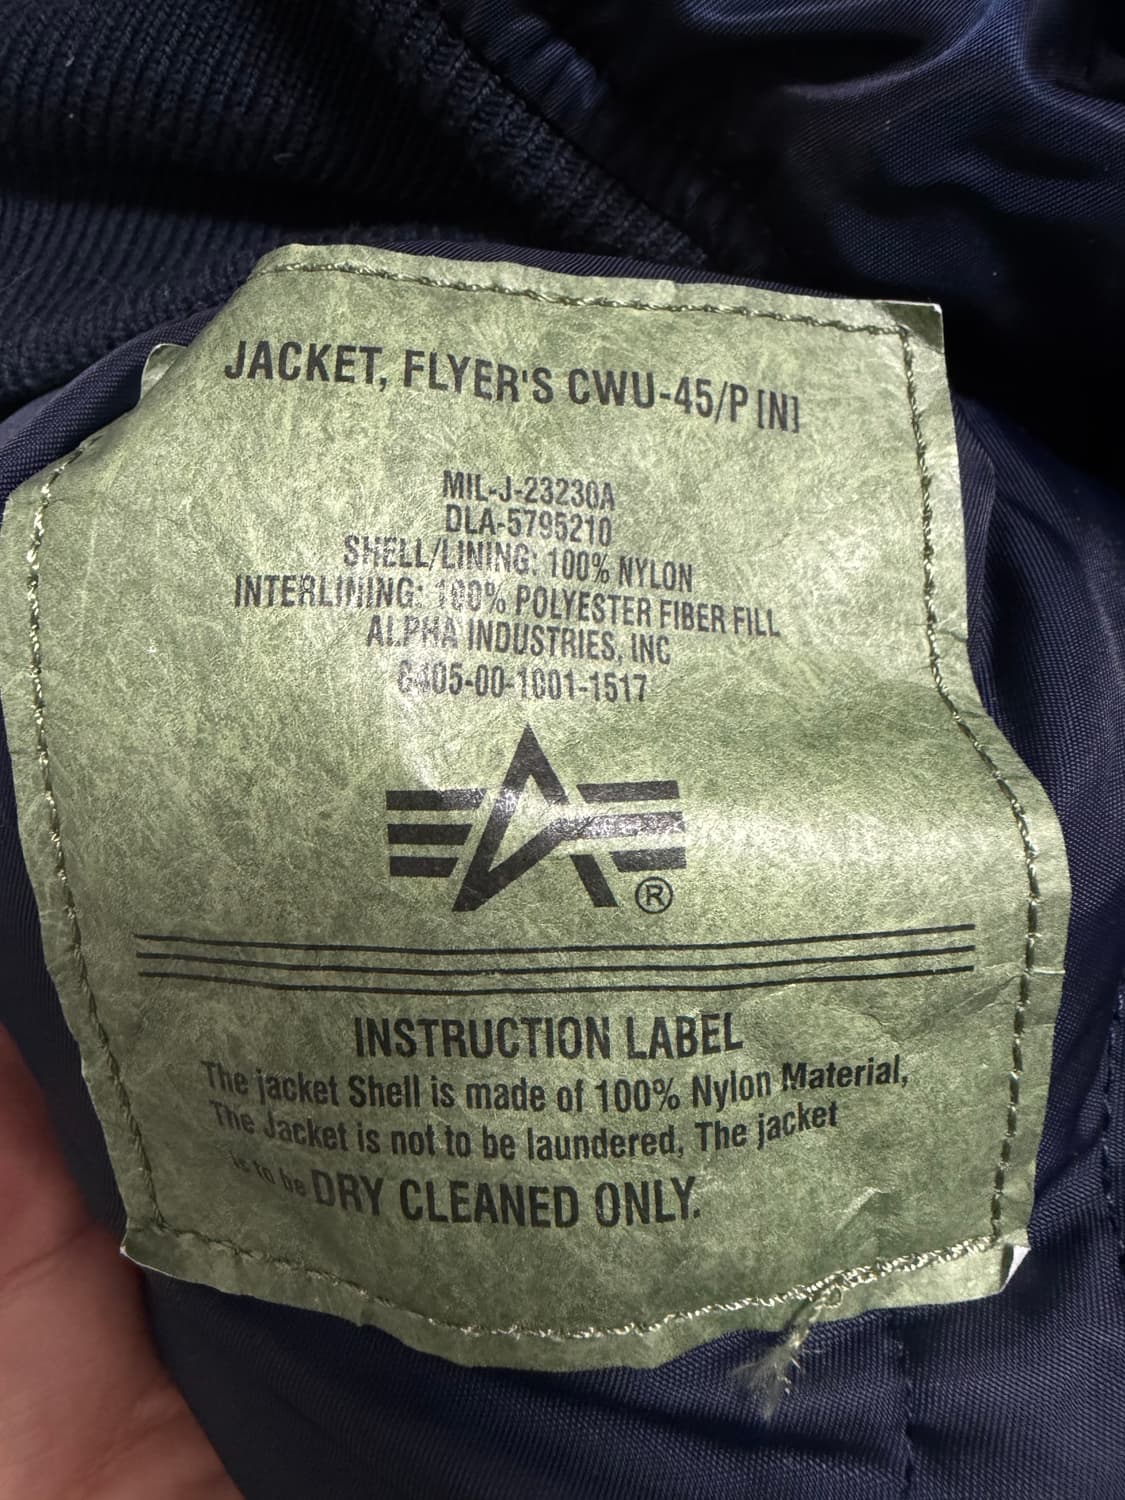 JACKET, FLYER'S CWU-45/P [N]
MIL-J-23230A
DLA-5795210
SHELL/LINING: 100% NYLON
INTERLINING: 100% POLYESTER FIBER FILL
ALPHA INDUSTRIES, INC
8405-00-1001-1517
®
INSTRUCTION LABEL
The jacket Shell is made of 100% Nylon Material,
The Jacket is not to be laundered, The jacket
is to be DRY CLEANED ONLY.